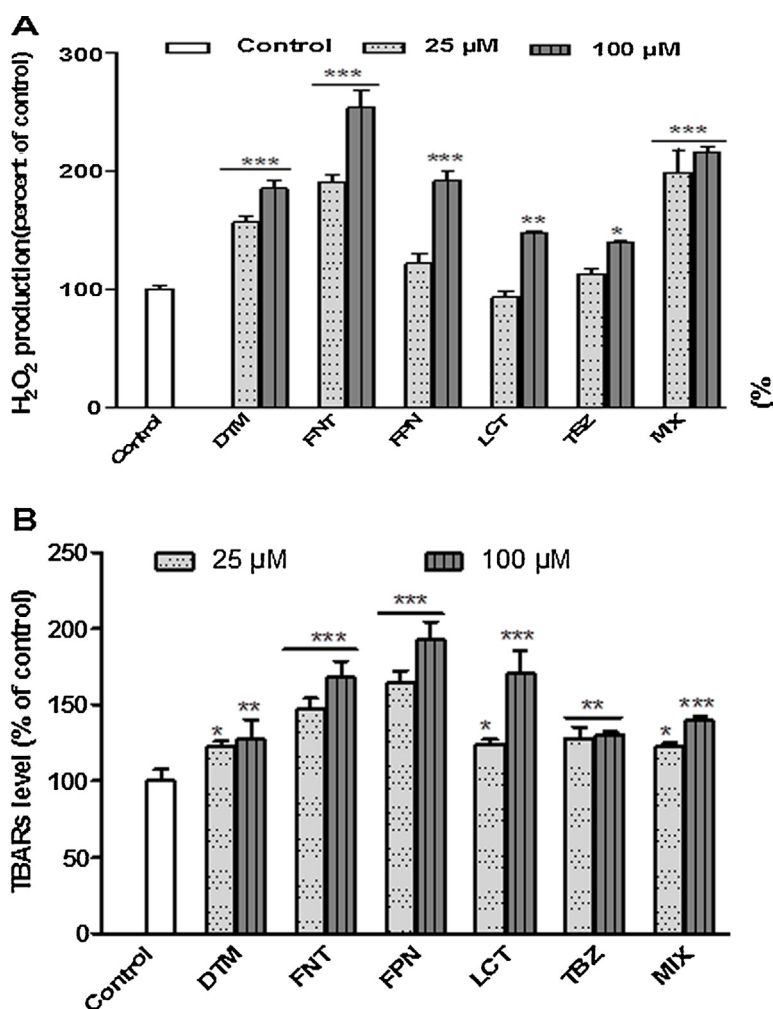 A
Control 25 µM 100 µM
H₂O₂ production(percent of control)
300
200
100
0
***
***
***
**
*
***
Control DTM FNT FPN LCT TBZ MIX
(%
B
25 µM 100 µM
TBARs level (% of control)
250
200
150
100
50
0
* **
***
***
* ***
**
* ***
Control DTM FNT FPN LCT TBZ MIX